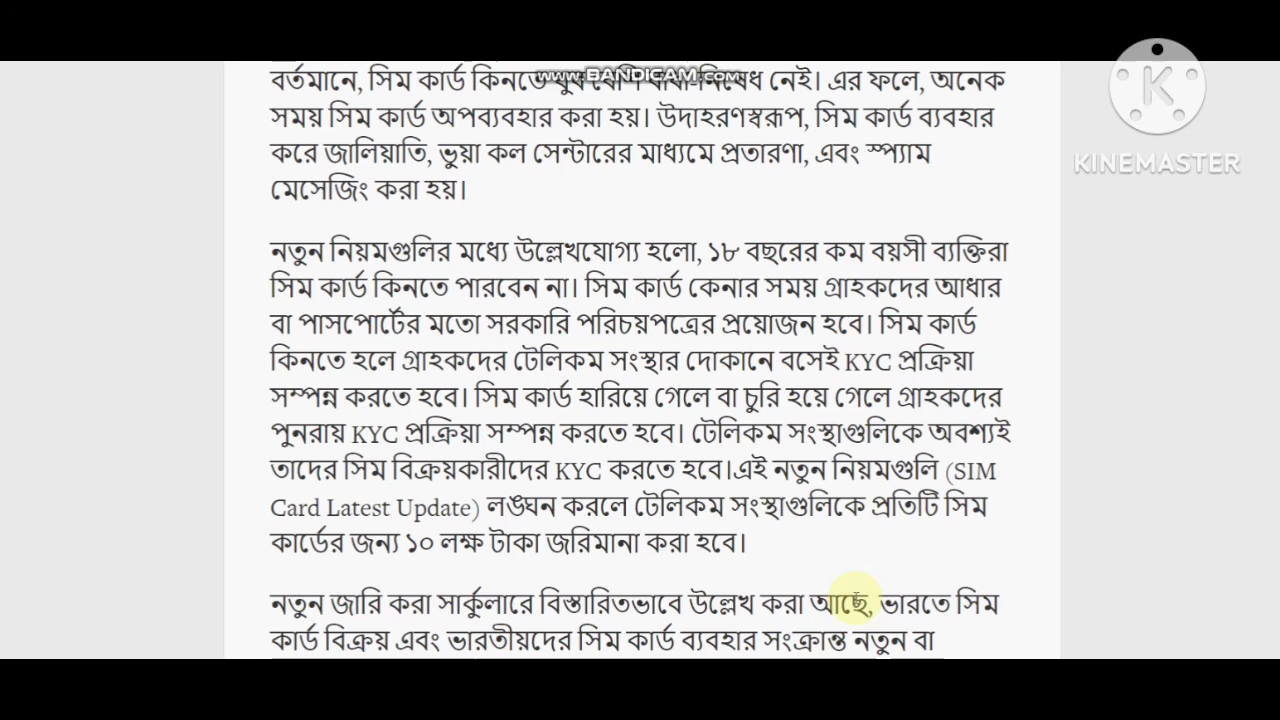 www.BANDICAM.com
বর্তমানে, সিম কার্ড কিনতে খুব বেশি বাধা-নিষেধ নেই। এর ফলে, অনেক
সময় সিম কার্ড অপব্যবহার করা হয়। উদাহরণস্বরূপ, সিম কার্ড ব্যবহার
করে জালিয়াতি, ভুয়া কল সেন্টারের মাধ্যমে প্রতারণা, এবং স্প্যাম
মেসেজিং করা হয়।
KINEMASTER
নতুন নিয়মগুলির মধ্যে উল্লেখযোগ্য হলো, ১৮ বছরের কম বয়সী ব্যক্তিরা
সিম কার্ড কিনতে পারবেন না। সিম কার্ড কেনার সময় গ্রাহকদের আধার
বা পাসপোর্টের মতো সরকারি পরিচয়পত্রের প্রয়োজন হবে। সিম কার্ড
কিনতে হলে গ্রাহকদের টেলিকম সংস্থার দোকানে বসেই KYC প্রক্রিয়া
সম্পন্ন করতে হবে। সিম কার্ড হারিয়ে গেলে বা চুরি হয়ে গেলে গ্রাহকদের
পুনরায় KYC প্রক্রিয়া সম্পন্ন করতে হবে। টেলিকম সংস্থাগুলিকে অবশ্যই
তাদের সিম বিক্রয়কারীদের KYC করতে হবে।এই নতুন নিয়মগুলি (SIM
Card Latest Update) লঙ্ঘন করলে টেলিকম সংস্থাগুলিকে প্রতিটি সিম
কার্ডের জন্য ১০ লক্ষ টাকা জরিমানা করা হবে।
নতুন জারি করা সার্কুলারে বিস্তারিতভাবে উল্লেখ করা আছে, ভারতে সিম
কার্ড বিক্রয় এবং ভারতীয়দের সিম কার্ড ব্যবহার সংক্রান্ত নতুন বা